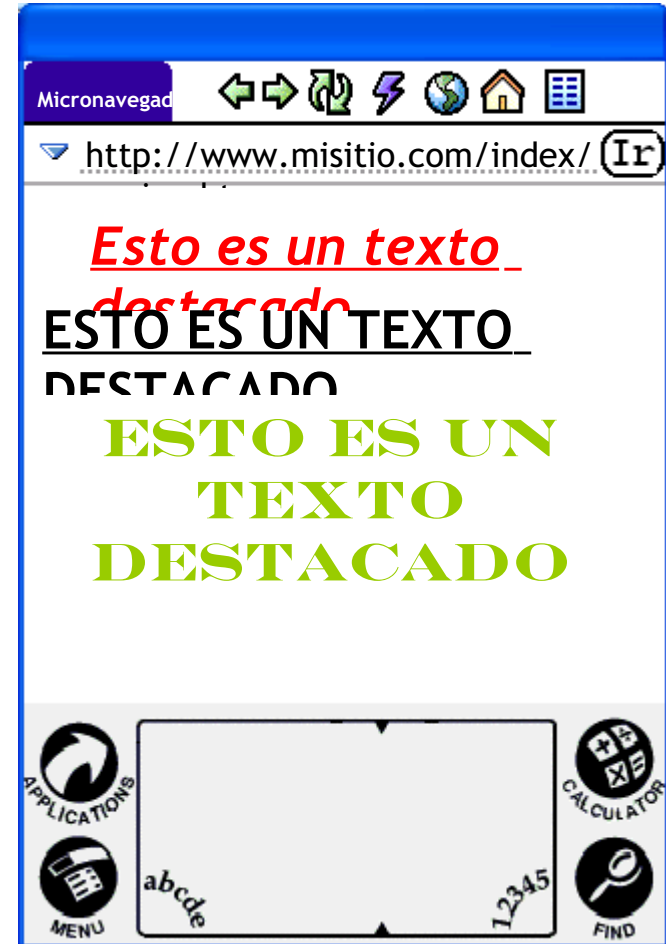 Micronavegad
http://www.misitio.com/index/
Ir
Esto es un texto
destacado
ESTO ES UN TEXTO
DESTACADO
ESTO ES UN
TEXTO
DESTACADO
APPLICATIONS
CALCULATOR
abcde
12345
MENU
FIND